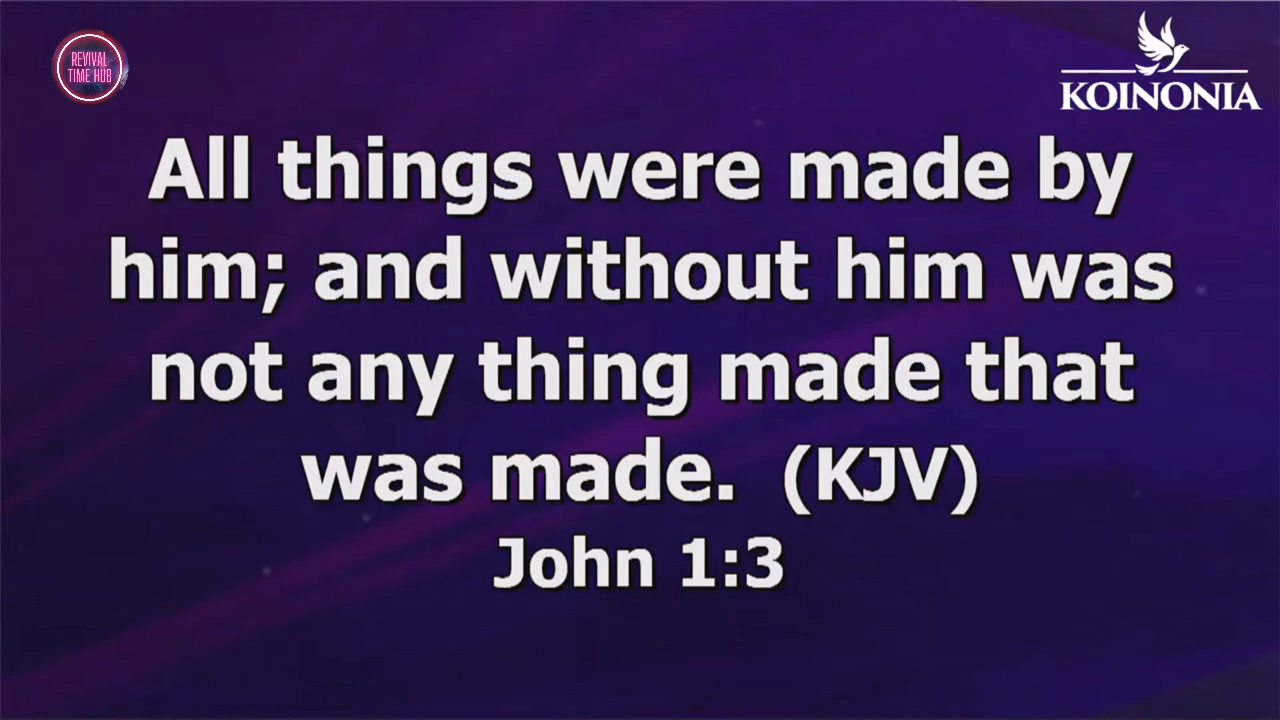 REVIVAL
TIME HUB
KOINONIA
All things were made by
him; and without him was
not any thing made that
was made.  (KJV)
John 1:3